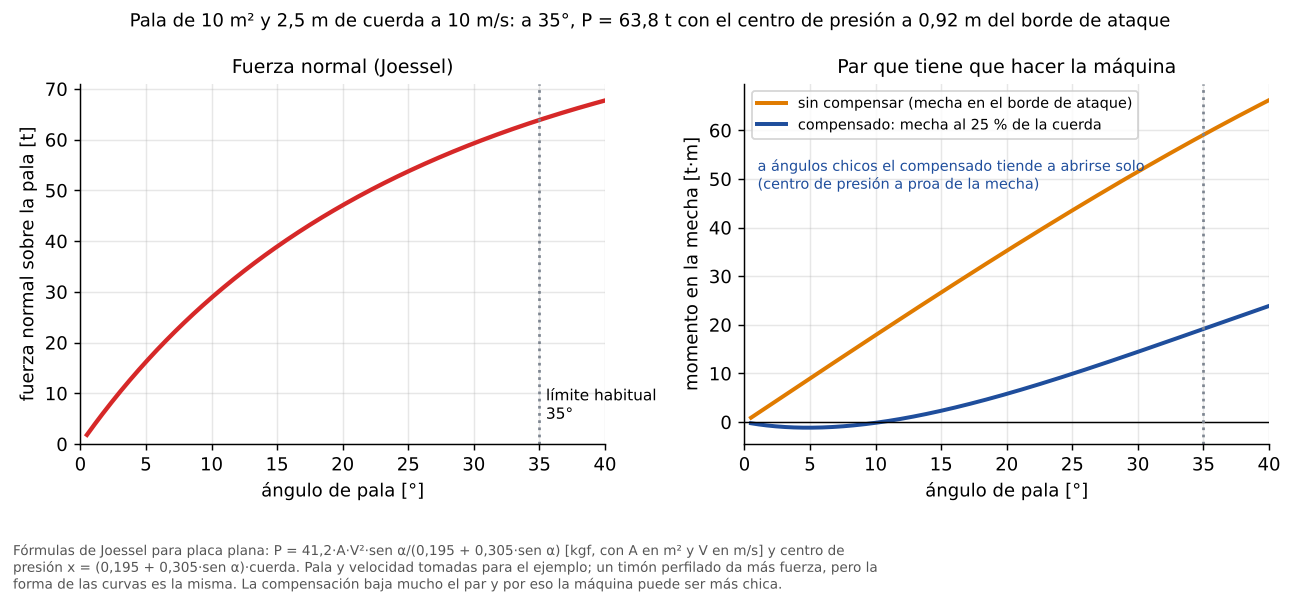 Pala de 10 m² y 2,5 m de cuerda a 10 m/s: a 35°, P = 63,8 t con el centro de presión a 0,92 m del borde de ataque
Fuerza normal (Joessel)
fuerza normal sobre la pala [t]
70
60
50
40
30
20
10
0
límite habitual
35°
0 5 10 15 20 25 30 35 40
ángulo de pala [°]
Par que tiene que hacer la máquina
momento en la mecha [t·m]
sin compensar (mecha en el borde de ataque)
compensado: mecha al 25 % de la cuerda
a ángulos chicos el compensado tiende a abrirse solo
(centro de presión a proa de la mecha)
60
50
40
30
20
10
0
0 5 10 15 20 25 30 35 40
ángulo de pala [°]
Fórmulas de Joessel para placa plana: P = 41,2·A·V²·sen α/(0,195 + 0,305·sen α) [kgf, con A en m² y V en m/s] y centro de
presión x = (0,195 + 0,305·sen α)·cuerda. Pala y velocidad tomadas para el ejemplo; un timón perfilado da más fuerza, pero la
forma de las curvas es la misma. La compensación baja mucho el par y por eso la máquina puede ser más chica.